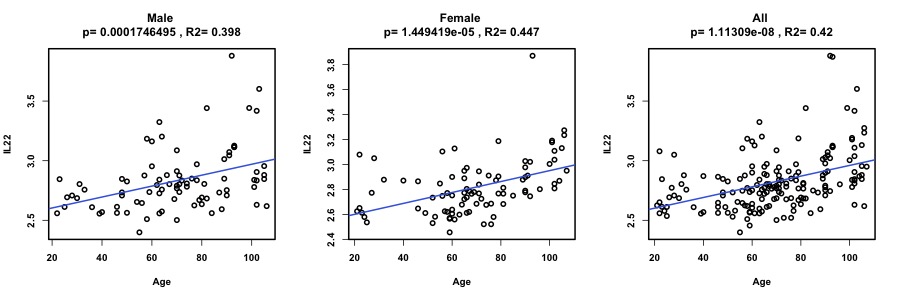 Male
p= 0.0001746495 , R2= 0.398
IL22
3.5
3.0
2.5
20 40 60 80 100
Age
Female
p= 1.449419e-05 , R2= 0.447
IL22
3.8
3.6
3.4
3.2
3.0
2.8
2.6
2.4
20 40 60 80 100
Age
All
p= 1.11309e-08 , R2= 0.42
IL22
3.5
3.0
2.5
20 40 60 80 100
Age